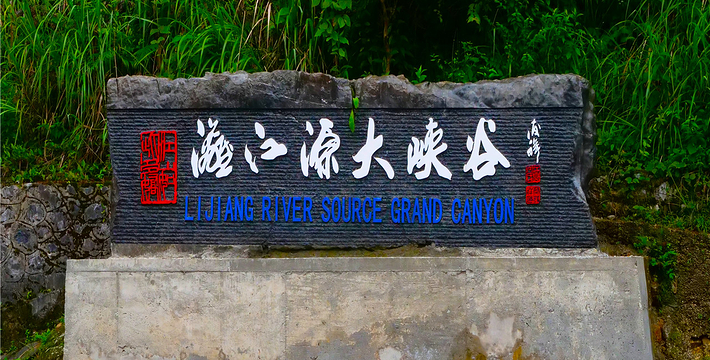 漓江源大峡谷
LIJIANG RIVER SOURCE GRAND CANYON